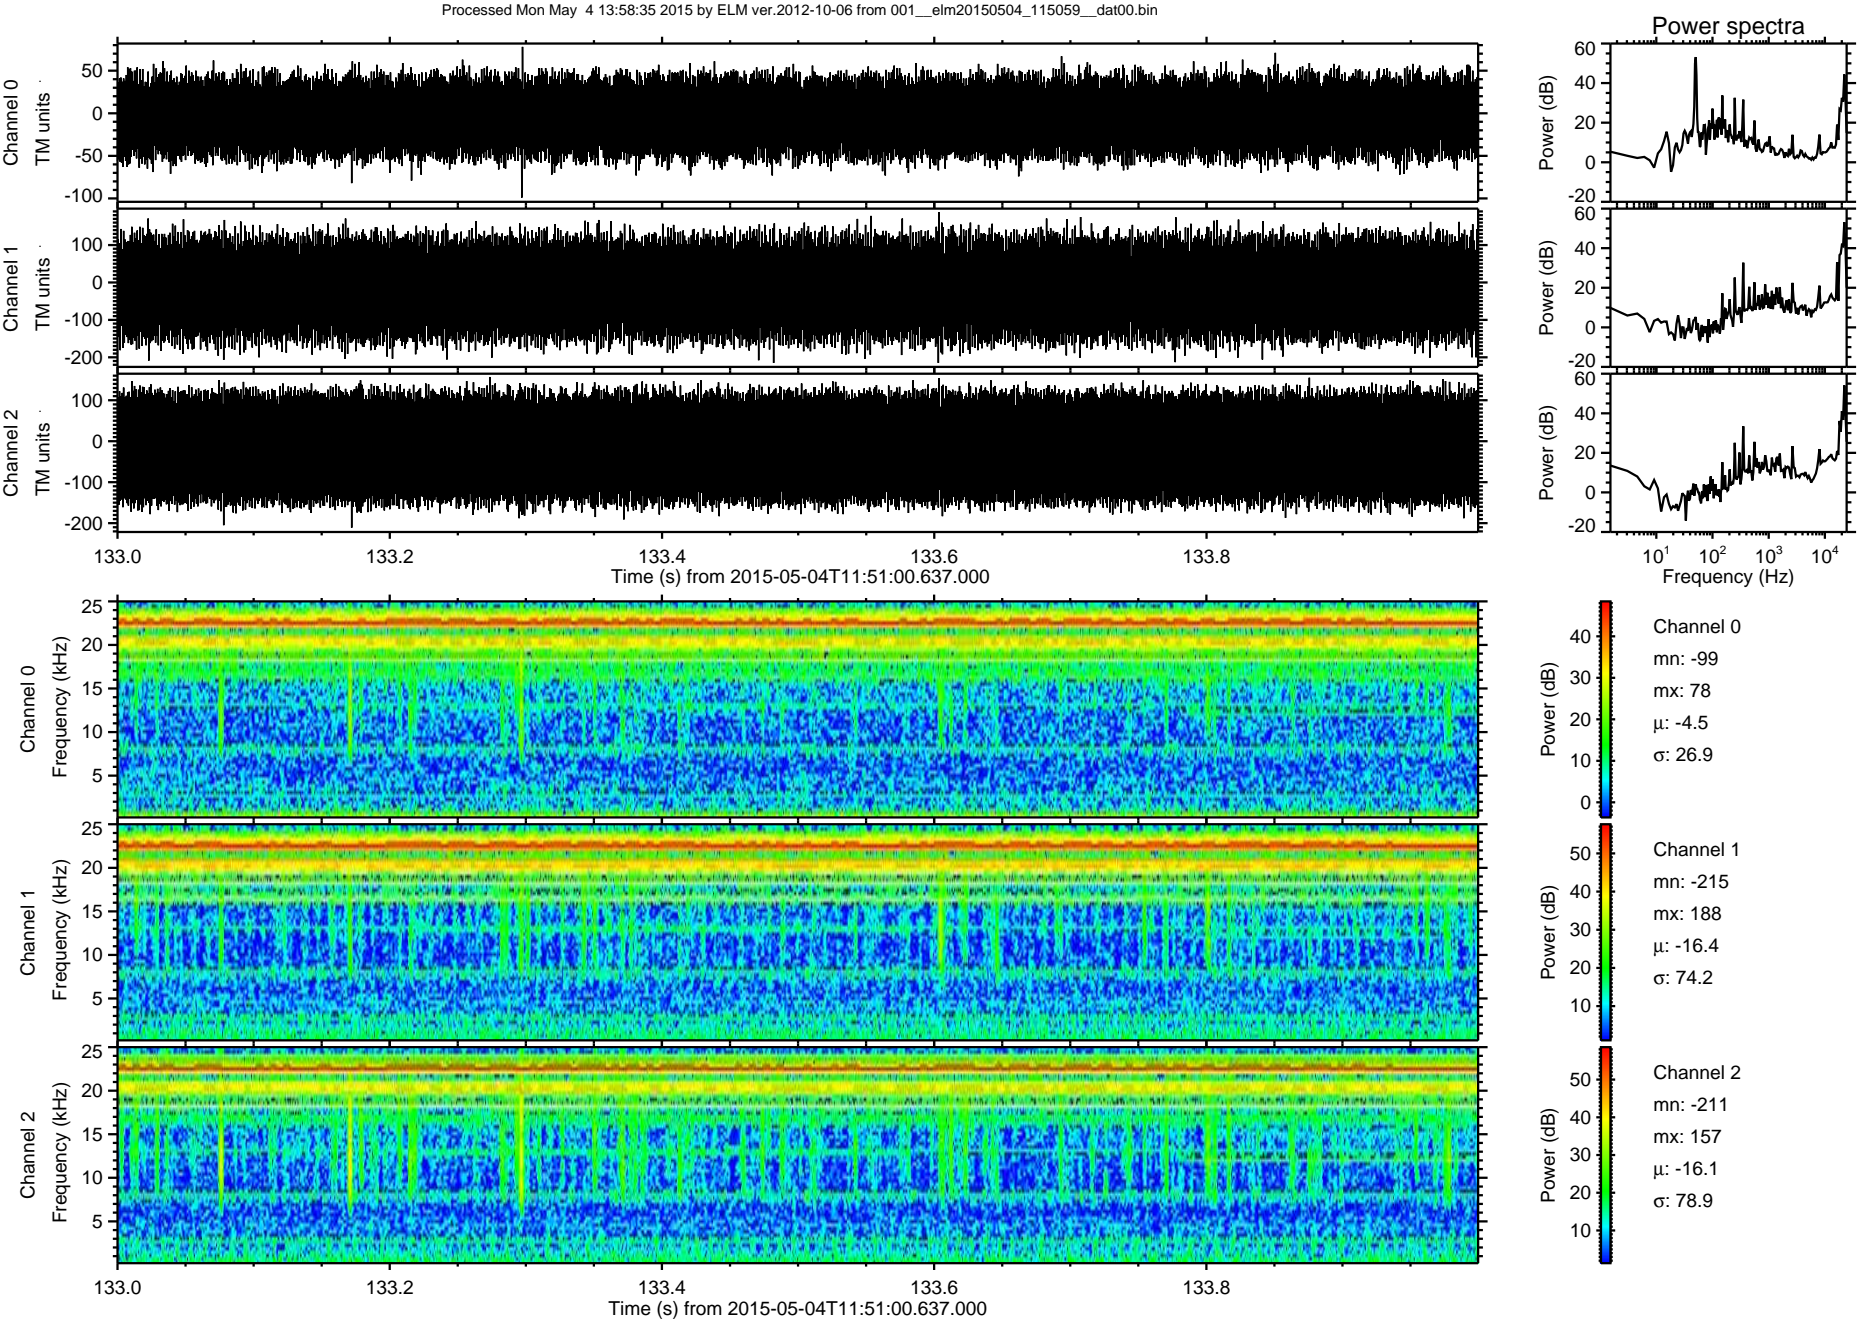 Processed Mon May  4 13:58:35 2015 by ELM ver.2012-10-06 from 001__elm20150504_115059__dat00.bin
Power spectra
Channel 0
TM units
50
0
-50
-100
Power (dB)
60
40
20
0
-20
Channel 1
TM units
100
0
-100
-200
Power (dB)
60
40
20
0
-20
Channel 2
TM units
100
0
-100
-200
Power (dB)
60
40
20
0
-20
133.0 133.2 133.4 133.6 133.8
Time (s) from 2015-05-04T11:51:00.637.000
10¹ 10² 10³ 10⁴
Frequency (Hz)
Channel 0
Frequency (kHz)
25
20
15
10
5
Power (dB)
40
30
20
10
0
Channel 0
mn: -99
mx: 78
μ: -4.5
σ: 26.9
Channel 1
Frequency (kHz)
25
20
15
10
5
Power (dB)
50
40
30
20
10
Channel 1
mn: -215
mx: 188
μ: -16.4
σ: 74.2
Channel 2
Frequency (kHz)
25
20
15
10
5
Power (dB)
50
40
30
20
10
Channel 2
mn: -211
mx: 157
μ: -16.1
σ: 78.9
133.0 133.2 133.4 133.6 133.8
Time (s) from 2015-05-04T11:51:00.637.000